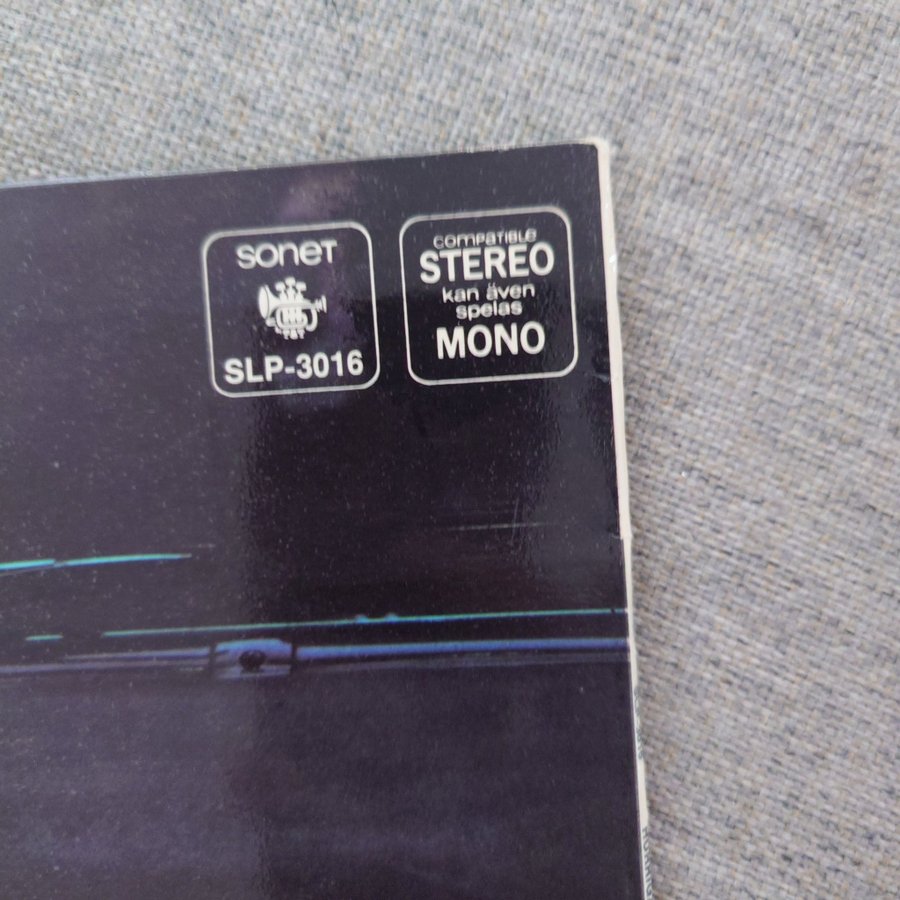 sonet
SLP-3016
COMPATIBLE
STEREO
kan även
spelas
MONO